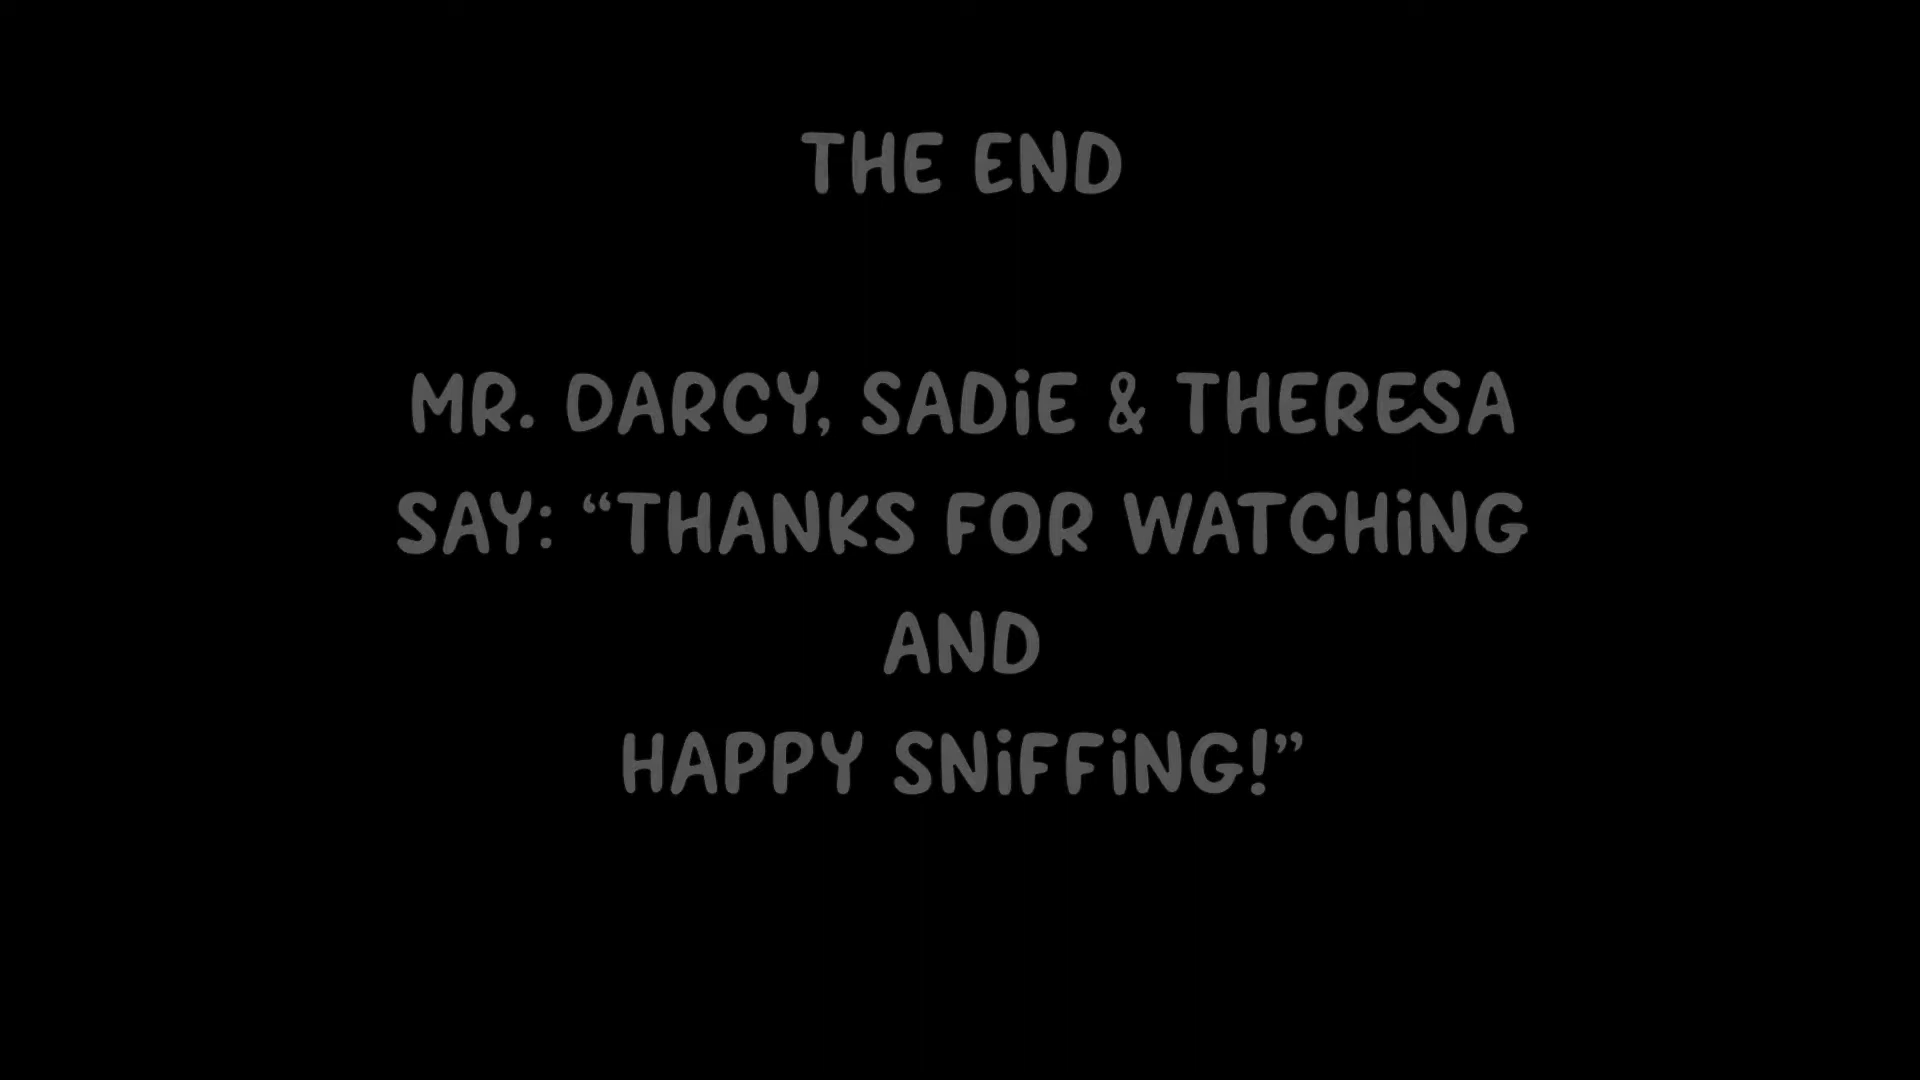 THE END
MR. DARCY, SADiE & THERESA
SAY: “THANKS FOR WATCHiNG
AND
HAPPY SNiFFiNG!”